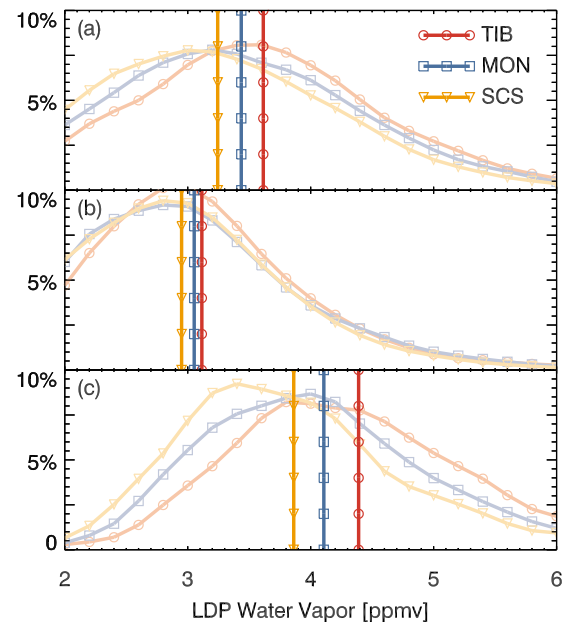 10%
(a)
TIB
MON
SCS
5%
10%
(b)
5%
10%
(c)
5%
0
2 3 4 5 6
LDP Water Vapor [ppmv]